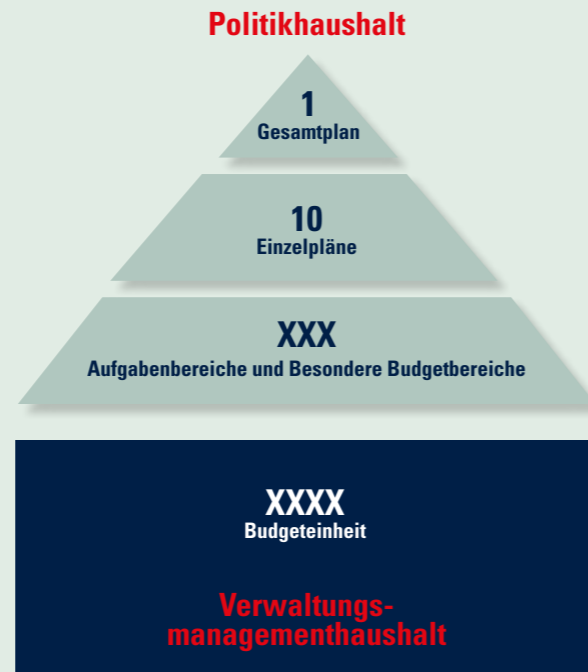 Politikhaushalt
1
Gesamtplan
10
Einzelpläne
XXX
Aufgabenbereiche und Besondere Budgetbereiche
XXXX
Budgeteinheit
Verwaltungs-
managementhaushalt